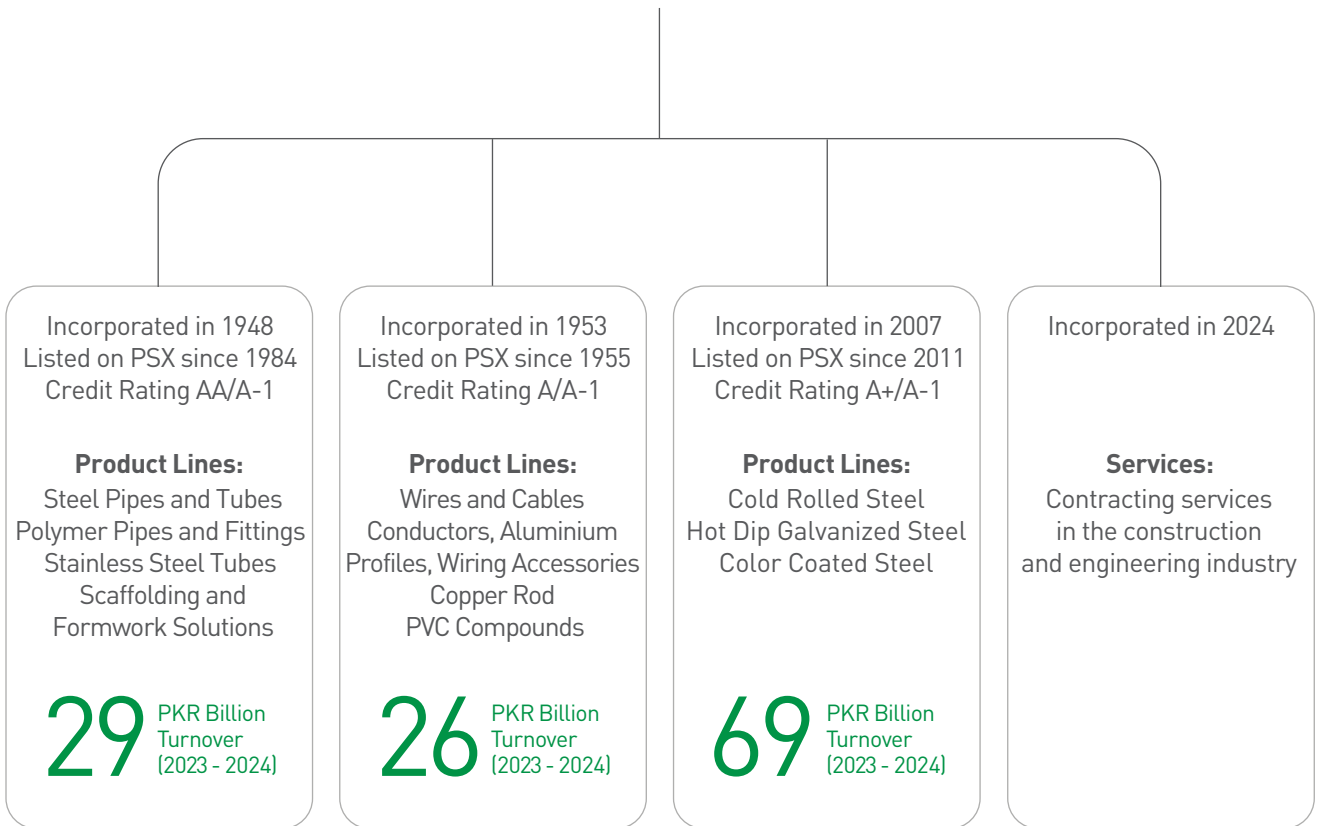 Incorporated in 1948
Listed on PSX since 1984
Credit Rating AA/A-1
Product Lines:
Steel Pipes and Tubes
Polymer Pipes and Fittings
Stainless Steel Tubes
Scaffolding and
Formwork Solutions
29 PKR Billion
Turnover
(2023 - 2024)
Incorporated in 1953
Listed on PSX since 1955
Credit Rating A/A-1
Product Lines:
Wires and Cables
Conductors, Aluminium
Profiles, Wiring Accessories
Copper Rod
PVC Compounds
26 PKR Billion
Turnover
(2023 - 2024)
Incorporated in 2007
Listed on PSX since 2011
Credit Rating A+/A-1
Product Lines:
Cold Rolled Steel
Hot Dip Galvanized Steel
Color Coated Steel
69 PKR Billion
Turnover
(2023 - 2024)
Incorporated in 2024
Services:
Contracting services
in the construction
and engineering industry